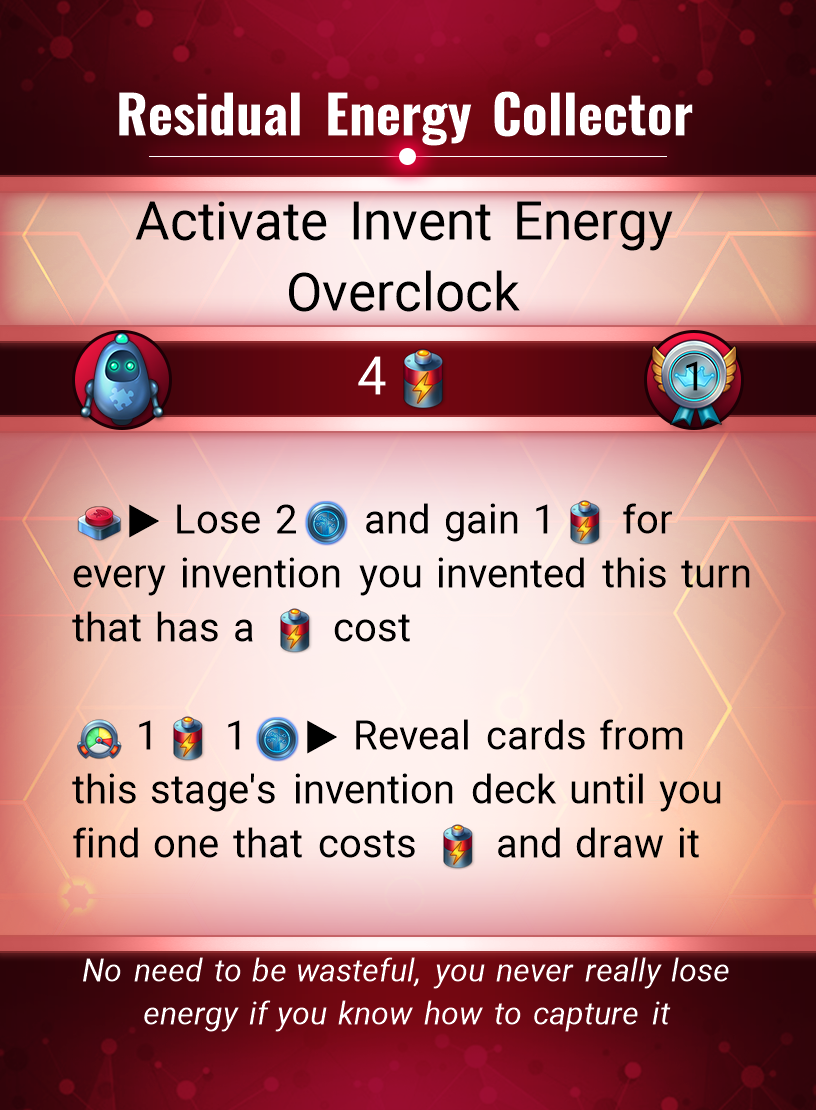 Residual Energy Collector
Activate Invent Energy
Overclock
4
1
▶ Lose 2 and gain 1 for
every invention you invented this turn
that has a cost
1 1 ▶ Reveal cards from
this stage's invention deck until you
find one that costs and draw it
No need to be wasteful, you never really lose
energy if you know how to capture it